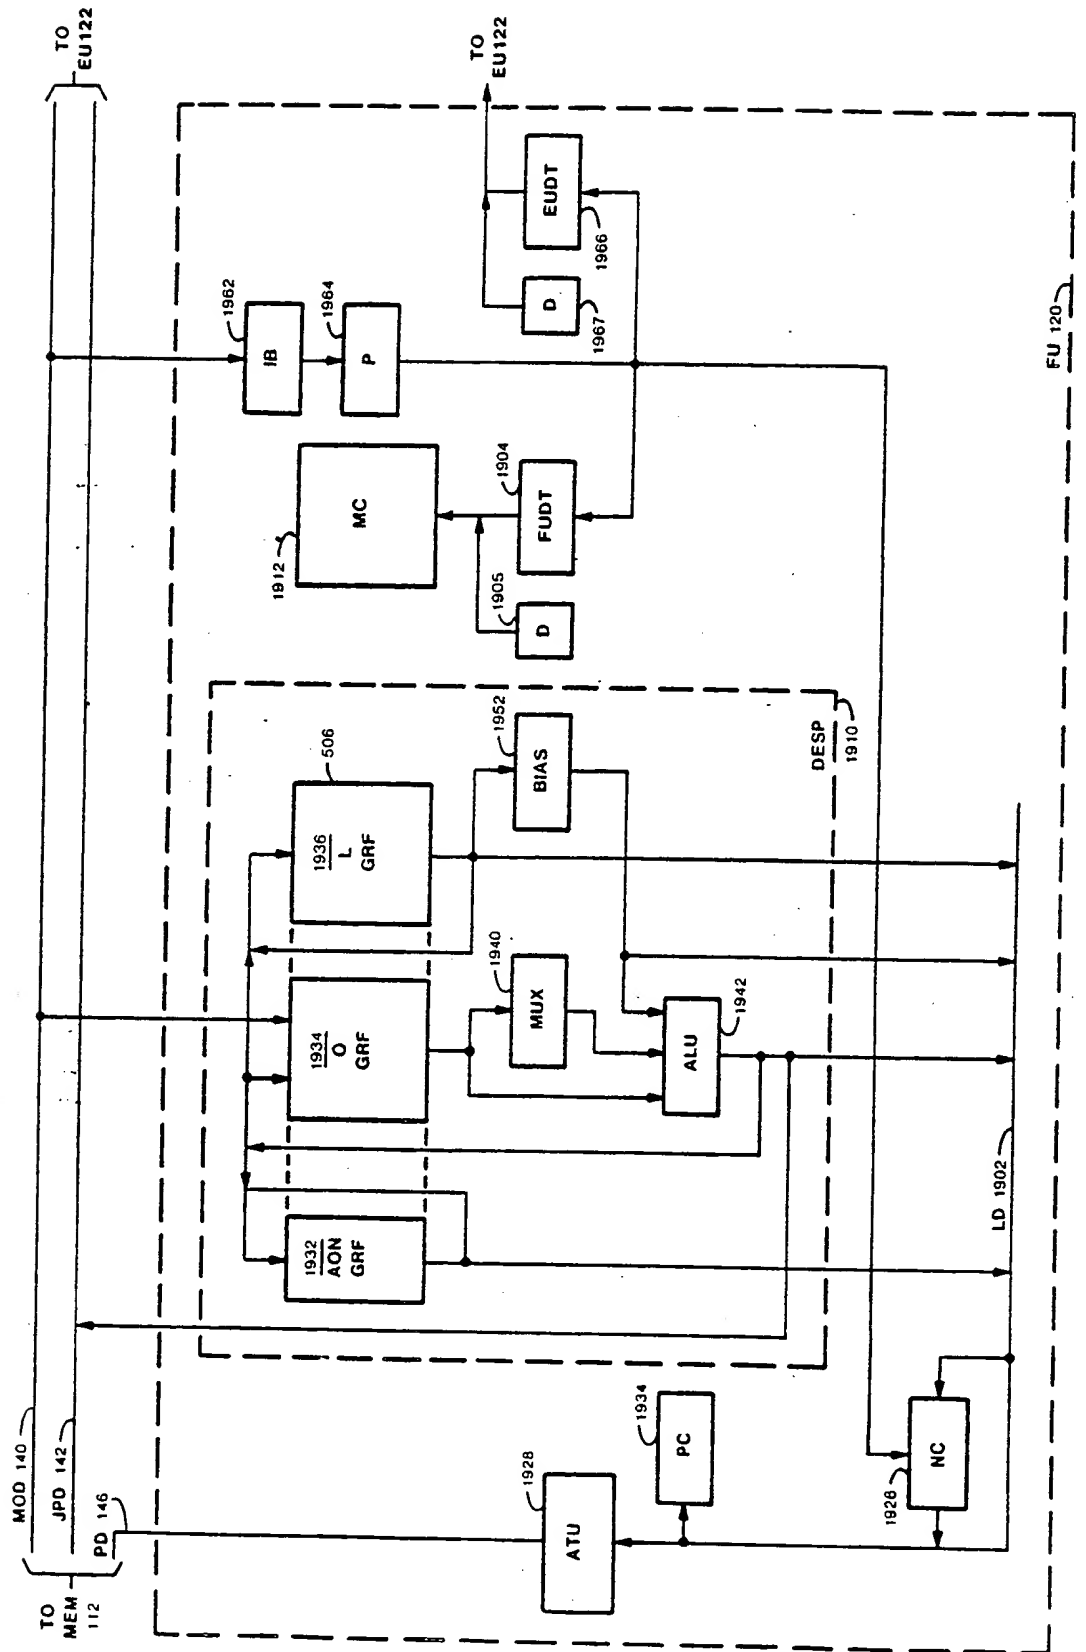 TO
MEM
112
MOD 140
JPD 142
PD 146
TO
EU122
TO
EU122
1962
IB
1964
P
EUDT
1966
D
1967
FU 120
1912
MC
1904
FUDT
1905
D
506
1936
L
GRF
1952
BIAS
DESP
1910
1934
O
GRF
1940
MUX
1942
ALU
1932
AON
GRF
LD 1902
1928
ATU
1934
PC
NC